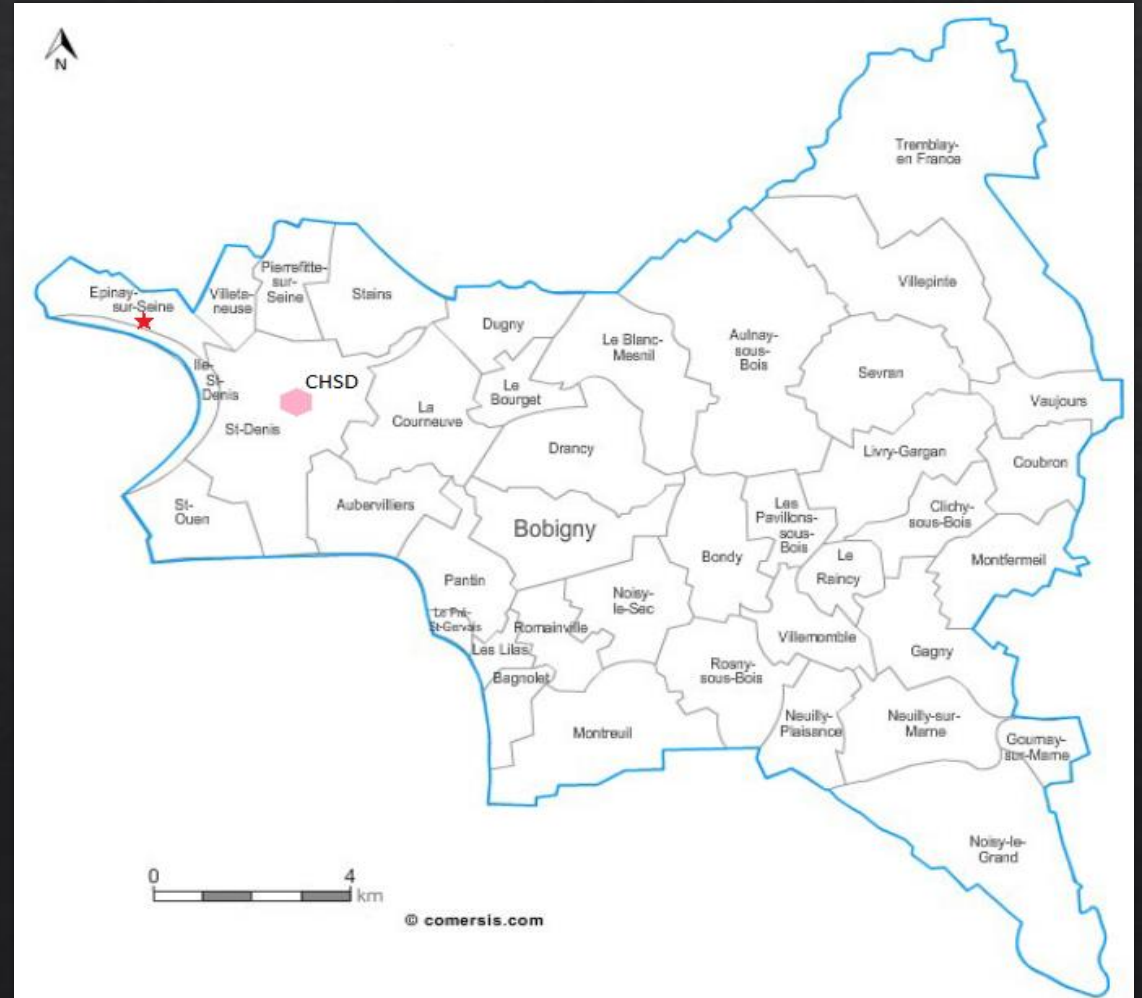 N
Tremblay-
en France
Villepinte
Pierrefitte-
sur-
Seine
Stains
Epinay-
sur-Seine
Villeta-
neuse
Dugny
Le Blanc-
Mesnil
Aulnay-
sous-
Bois
Sevran
Ile-
St-
Denis
CHSD
Le
Bourget
La
Courneuve
Vaujours
St-Denis
Drancy
Livry-Gargan
Coubron
St-
Ouen
Aubervilliers
Bobigny
Les
Pavillons-
sous-
Bois
Clichy-
sous-Bois
Bondy
Le
Raincy
Montfermeil
Pantin
Noisy-
le-Sec
Le Pré-
St-Gervais
Romainville
Villemomble
Les Lilas
Gagny
Bagnolet
Rosny-
sous-Bois
Montreuil
Neuilly-
Plaisance
Neuilly-sur-
Marne
Gournay-
sur-Marne
Noisy-le-
Grand
0 4
km
© comersis.com